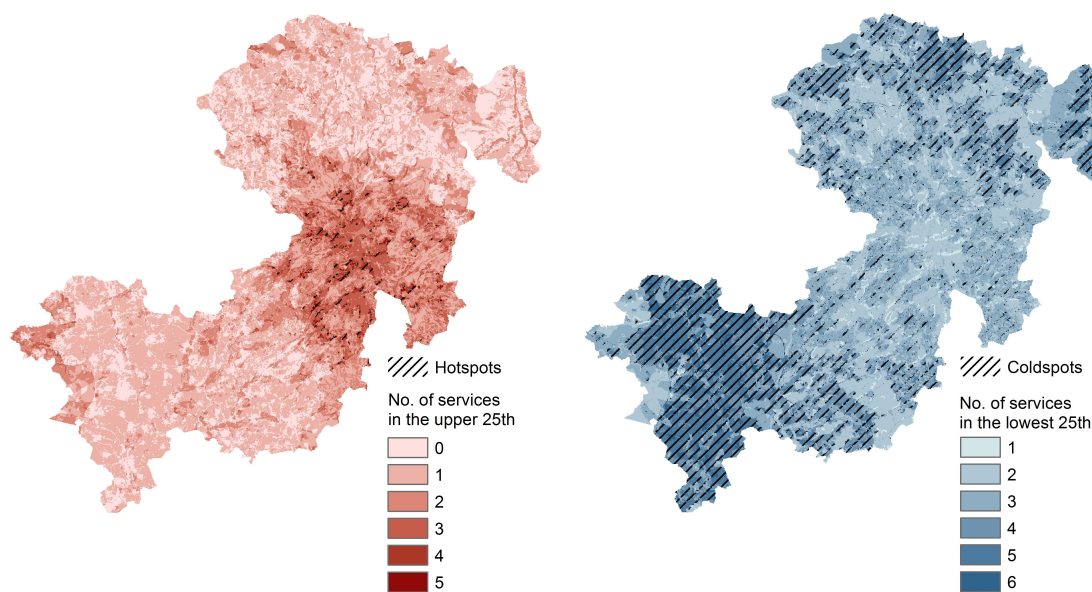 Hotspots
No. of services
in the upper 25th
0
1
2
3
4
5
Coldspots
No. of services
in the lowest 25th
1
2
3
4
5
6